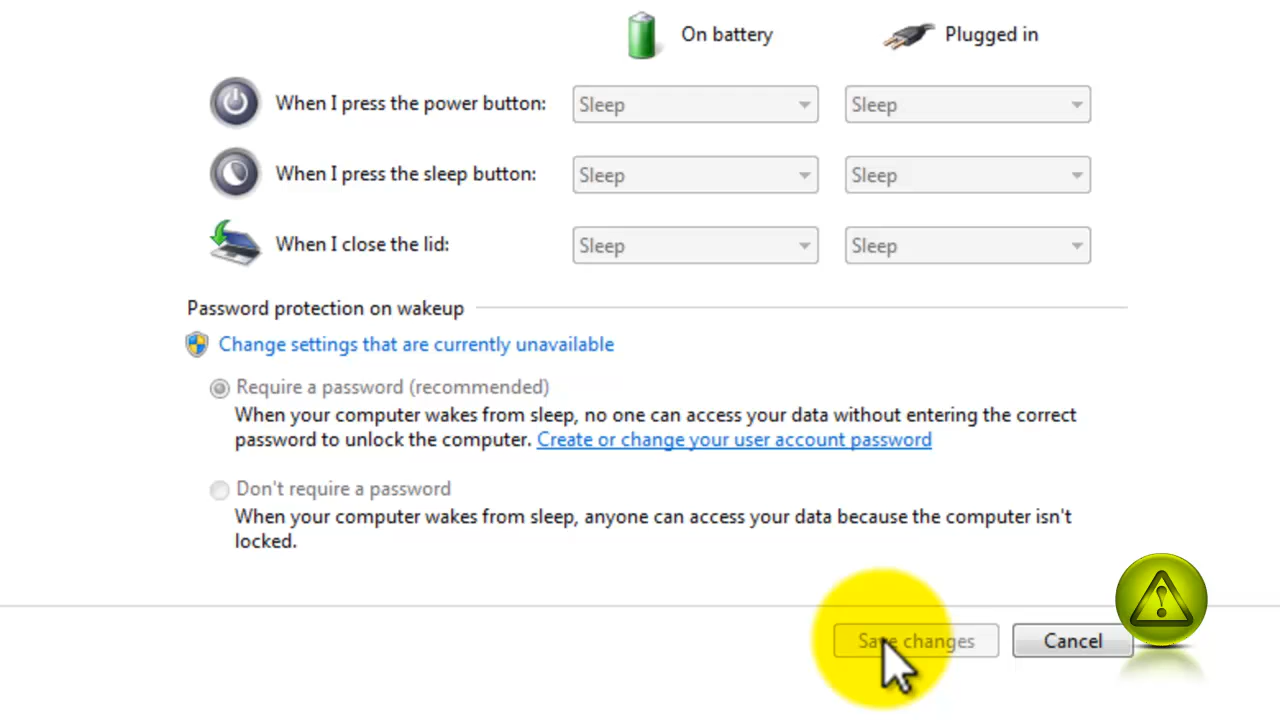 On battery Plugged in
When I press the power button: Sleep Sleep
When I press the sleep button: Sleep Sleep
When I close the lid: Sleep Sleep
Password protection on wakeup
Change settings that are currently unavailable
Require a password (recommended)
When your computer wakes from sleep, no one can access your data without entering the correct
password to unlock the computer. Create or change your user account password
Don't require a password
When your computer wakes from sleep, anyone can access your data because the computer isn't
locked.
Save changes Cancel